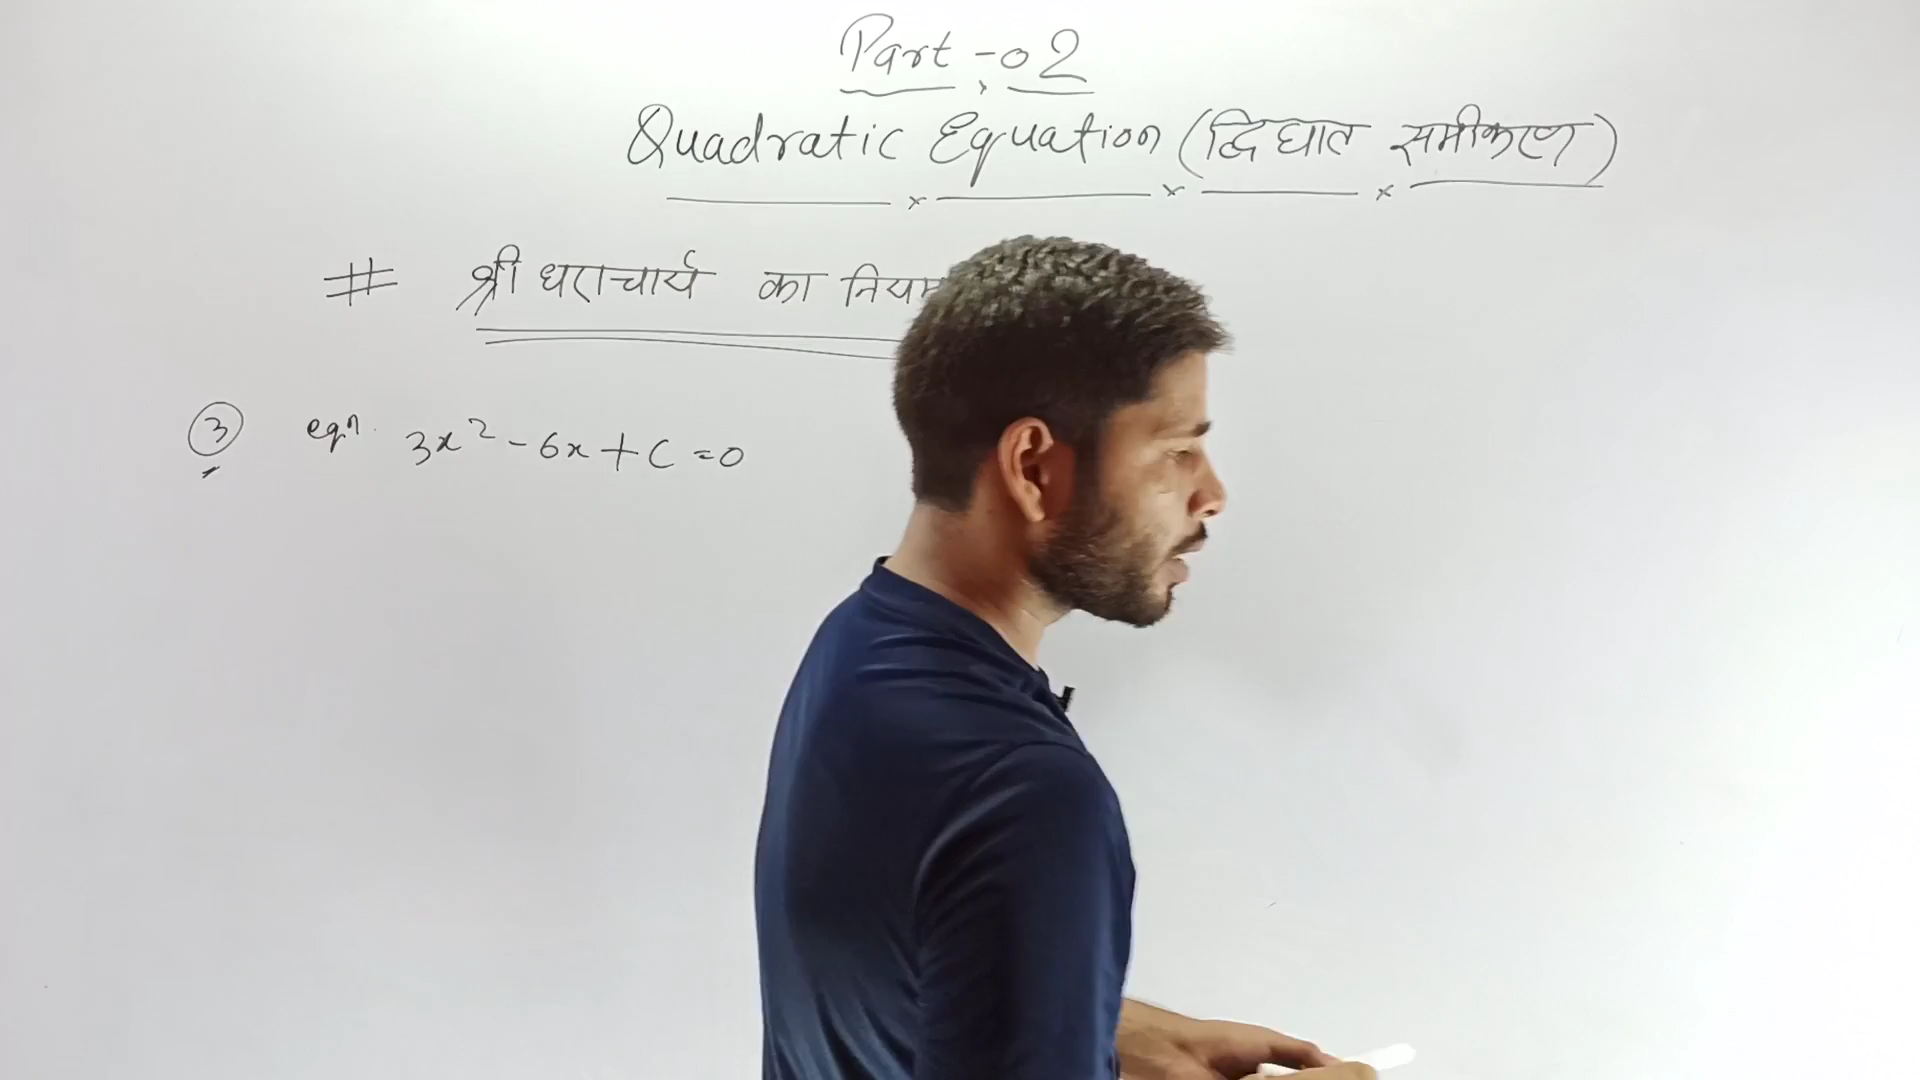 Part - 02
Quadratic Equation (द्विघात समीकरण)
# श्री धराचार्य का नियम
③ eqn. 3x² - 6x + C = 0